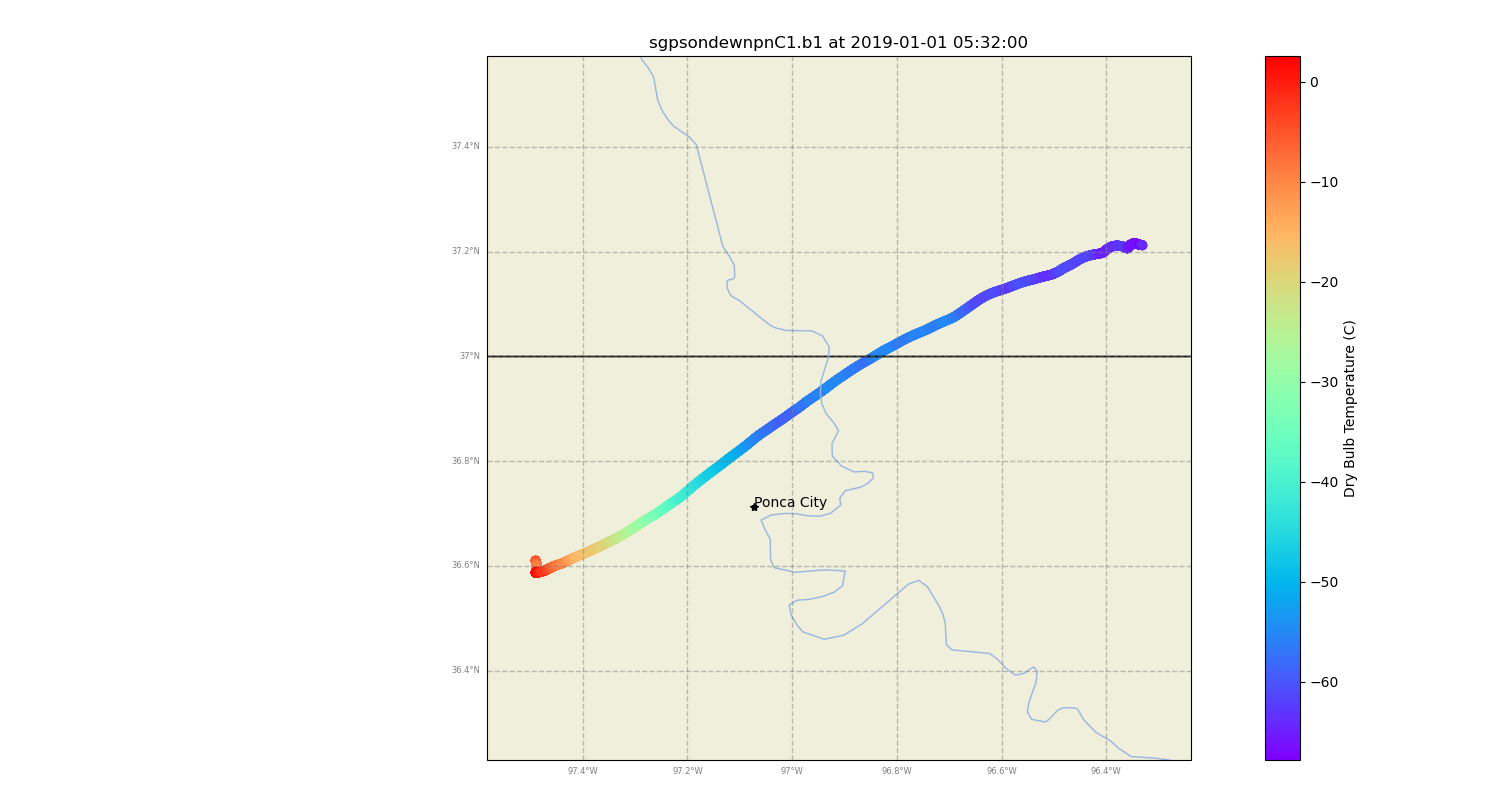 sgpsondewnpnC1.b1 at 2019-01-01 05:32:00
37.4°N
37.2°N
37°N
36.8°N
36.6°N
36.4°N
Ponca City
97.4°W
97.2°W
97°W
96.8°W
96.6°W
96.4°W
0
−10
−20
−30
−40
−50
−60
Dry Bulb Temperature (C)